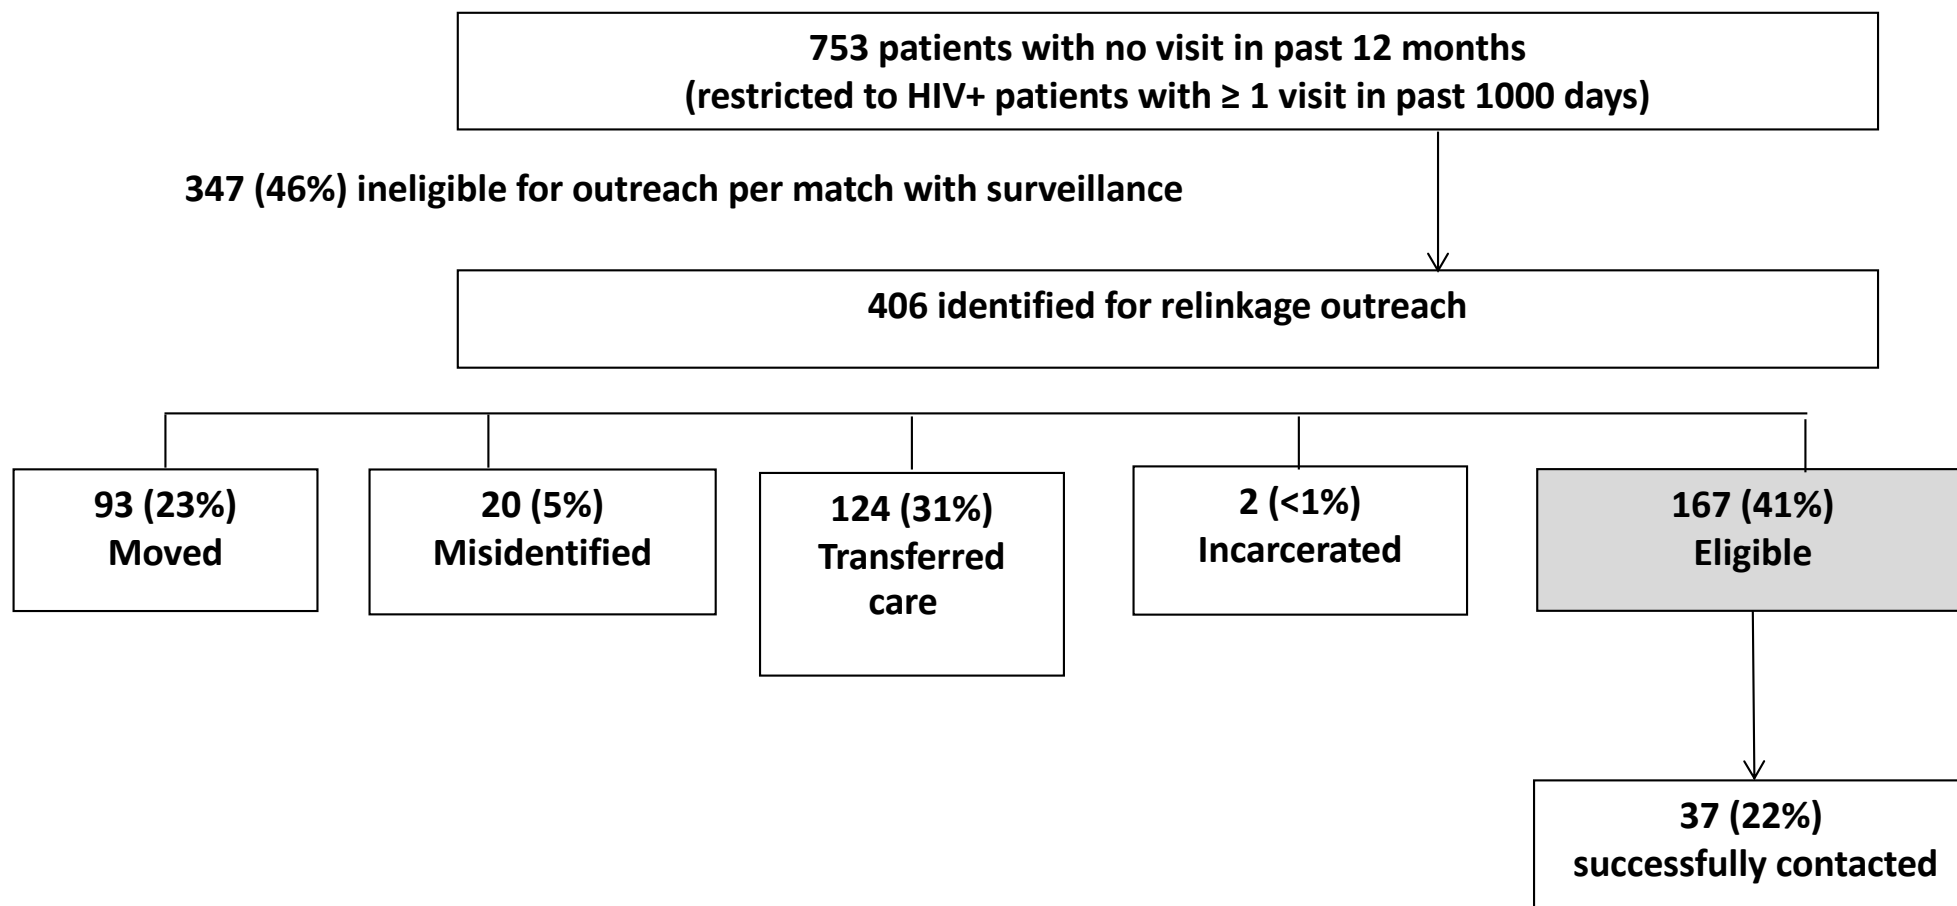 753 patients with no visit in past 12 months
(restricted to HIV+ patients with ≥ 1 visit in past 1000 days)
347 (46%) ineligible for outreach per match with surveillance
406 identified for relinkage outreach
93 (23%)
Moved
20 (5%)
Misidentified
124 (31%)
Transferred
care
2 (<1%)
Incarcerated
167 (41%)
Eligible
37 (22%)
successfully contacted